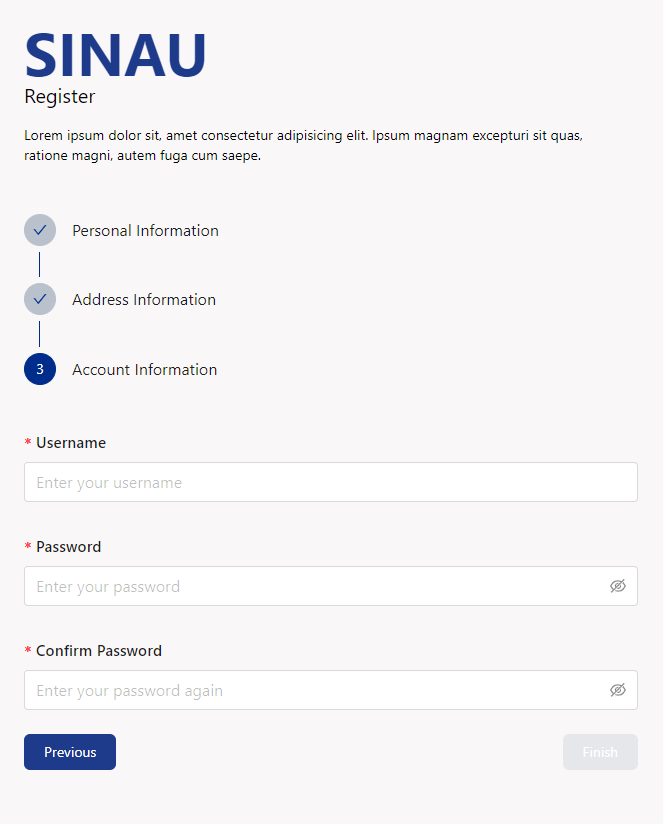 SINAU
Register
Lorem ipsum dolor sit, amet consectetur adipisicing elit. Ipsum magnam excepturi sit quas,
ratione magni, autem fuga cum saepe.
Personal Information
Address Information
3 Account Information
* Username
Enter your username
* Password
Enter your password
* Confirm Password
Enter your password again
Previous Finish